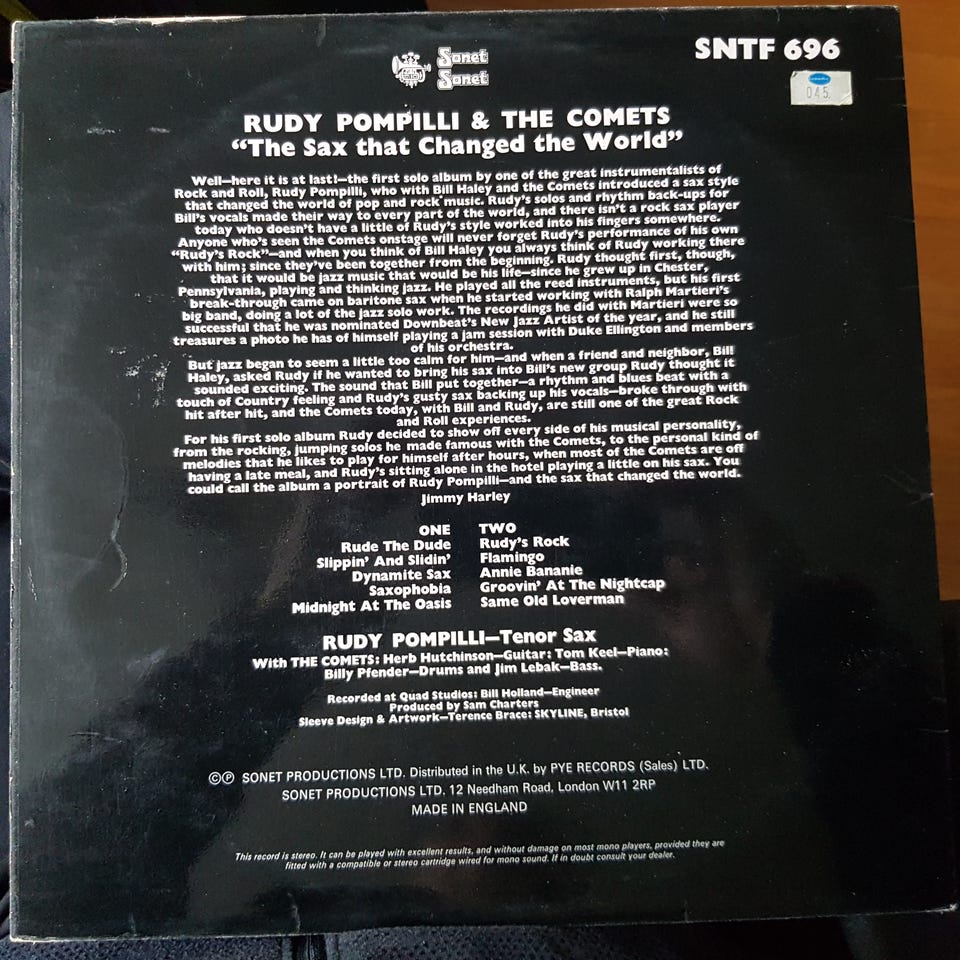 Sonet
Sonet
SNTF 696
045
RUDY POMPILLI & THE COMETS
“The Sax that Changed the World”
Well—here it is at last!—the first solo album by one of the great instrumentalists of
Rock and Roll, Rudy Pompilli, who with Bill Haley and the Comets introduced a sax style
that changed the world of pop and rock music. Rudy's solos and rhythm back-ups for
Bill's vocals made their way to every part of the world, and there isn't a rock sax player
today who doesn't have a little of Rudy's style worked into his fingers somewhere.
Anyone who's seen the Comets onstage will never forget Rudy's performance of his own
“Rudy's Rock”—and when you think of Bill Haley you always think of Rudy working there
with him; since they've been together from the beginning. Rudy thought first, though,
that it would be jazz music that would be his life—since he grew up in Chester,
Pennsylvania, playing and thinking jazz. He played all the reed instruments, but his first
break-through came on baritone sax when he started working with Ralph Martieri's
big band, doing a lot of the jazz solo work. The recordings he did with Martieri were so
successful that he was nominated Downbeat's New Jazz Artist of the year, and he still
treasures a photo he has of himself playing a jam session with Duke Ellington and members
of his orchestra.
But jazz began to seem a little too calm for him—and when a friend and neighbor, Bill
Haley, asked Rudy if he wanted to bring his sax into Bill's new group Rudy thought it
sounded exciting. The sound that Bill put together—a rhythm and blues beat with a
touch of Country feeling and Rudy's gusty sax backing up his vocals—broke through with
hit after hit, and the Comets today, with Bill and Rudy, are still one of the great Rock
and Roll experiences.
For his first solo album Rudy decided to show off every side of his musical personality,
from the rocking, jumping solos he made famous with the Comets, to the personal kind of
melodies that he likes to play for himself after hours, when most of the Comets are off
having a late meal, and Rudy's sitting alone in the hotel playing a little on his sax. You
could call the album a portrait of Rudy Pompilli—and the sax that changed the world.
Jimmy Harley
ONE
Rude The Dude
Slippin' And Slidin'
Dynamite Sax
Saxophobia
Midnight At The Oasis
TWO
Rudy's Rock
Flamingo
Annie Bananie
Groovin' At The Nightcap
Same Old Loverman
RUDY POMPILLI—Tenor Sax
With THE COMETS: Herb Hutchinson—Guitar: Tom Keel—Piano:
Billy Pfender—Drums and Jim Lebak—Bass.
Recorded at Quad Studios: Bill Holland—Engineer
Produced by Sam Charters
Sleeve Design & Artwork—Terence Brace: SKYLINE, Bristol
©℗ SONET PRODUCTIONS LTD. Distributed in the U.K. by PYE RECORDS (Sales) LTD.
SONET PRODUCTIONS LTD. 12 Needham Road, London W11 2RP
MADE IN ENGLAND
This record is stereo. It can be played with excellent results, and without damage on most mono players, provided they are
fitted with a compatible or stereo cartridge wired for mono sound. If in doubt consult your dealer.